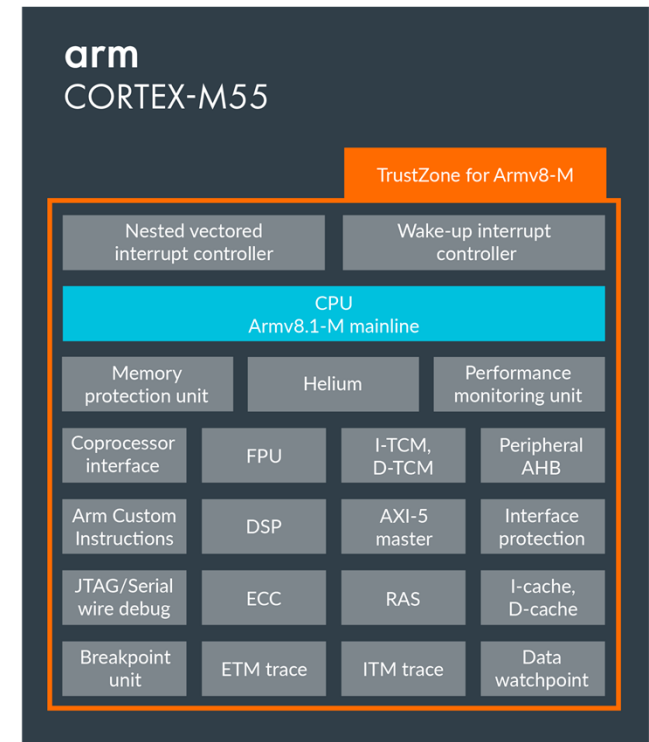 arm
CORTEX-M55
TrustZone for Armv8-M
Nested vectored
interrupt controller
Wake-up interrupt
controller
CPU
Armv8.1-M mainline
Memory
protection unit
Helium
Performance
monitoring unit
Coprocessor
interface
FPU
I-TCM,
D-TCM
Peripheral
AHB
Arm Custom
Instructions
DSP
AXI-5
master
Interface
protection
JTAG/Serial
wire debug
ECC
RAS
I-cache,
D-cache
Breakpoint
unit
ETM trace
ITM trace
Data
watchpoint